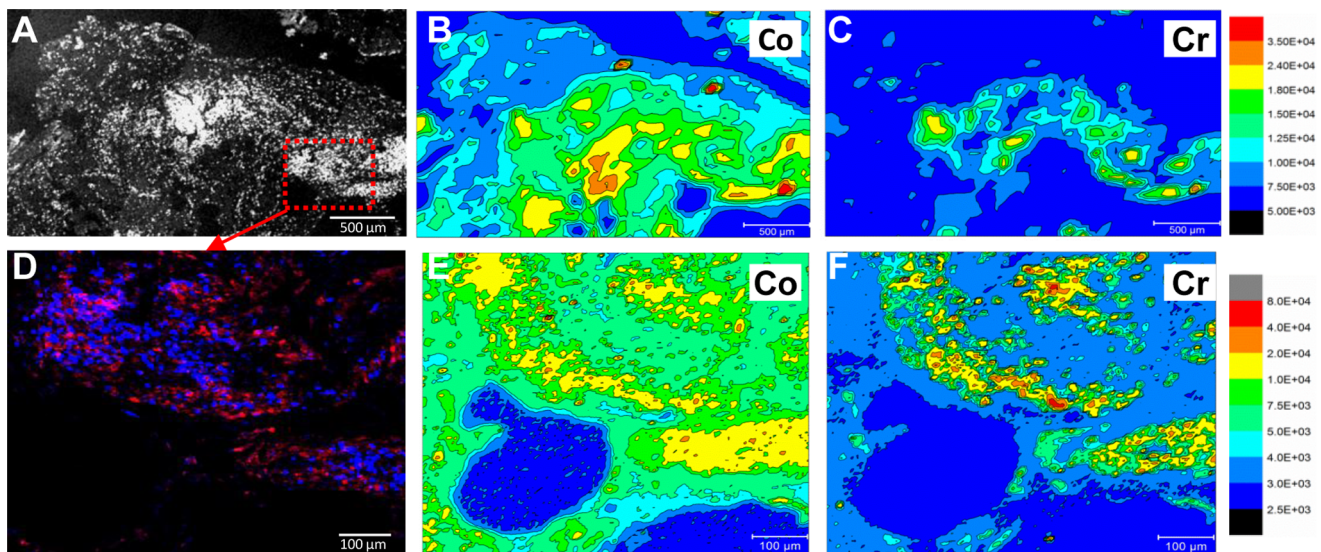 A
500 µm
B
Co
500 µm
C
Cr
500 µm
3.50E+04
2.40E+04
1.80E+04
1.50E+04
1.25E+04
1.00E+04
7.50E+03
5.00E+03
D
100 µm
E
Co
100 µm
F
Cr
100 µm
8.0E+04
4.0E+04
2.0E+04
1.0E+04
7.5E+03
5.0E+03
4.0E+03
3.0E+03
2.5E+03